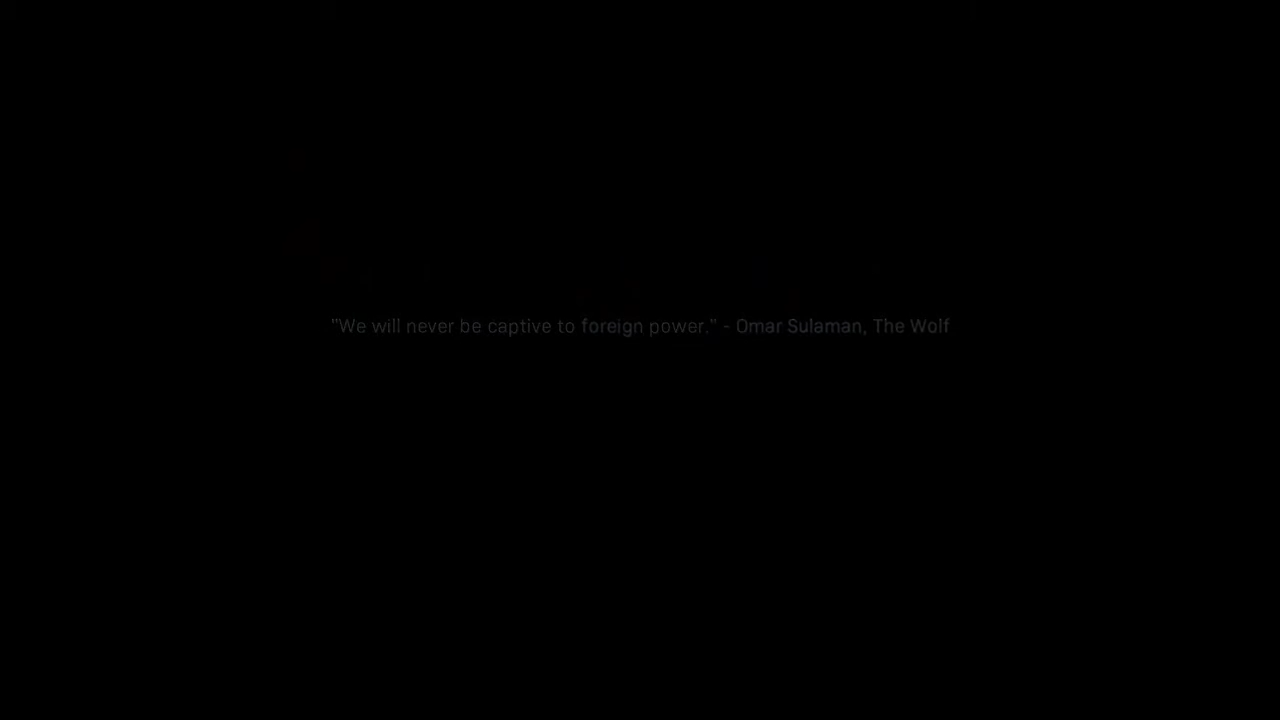 "We will never be captive to foreign power." - Omar Sulaman, The Wolf